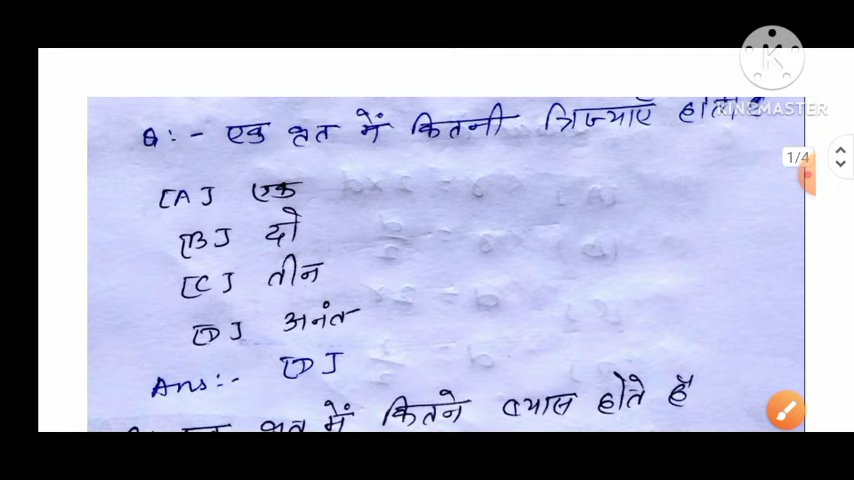 KINEMASTER
Q:- एक वृत में कितनी त्रिज्याएँ होती है
1/4
[A] एक
[B] दो
[C] तीन
[D] अनंत
Ans:- [D]
वृत में कितने व्यास होते हैं